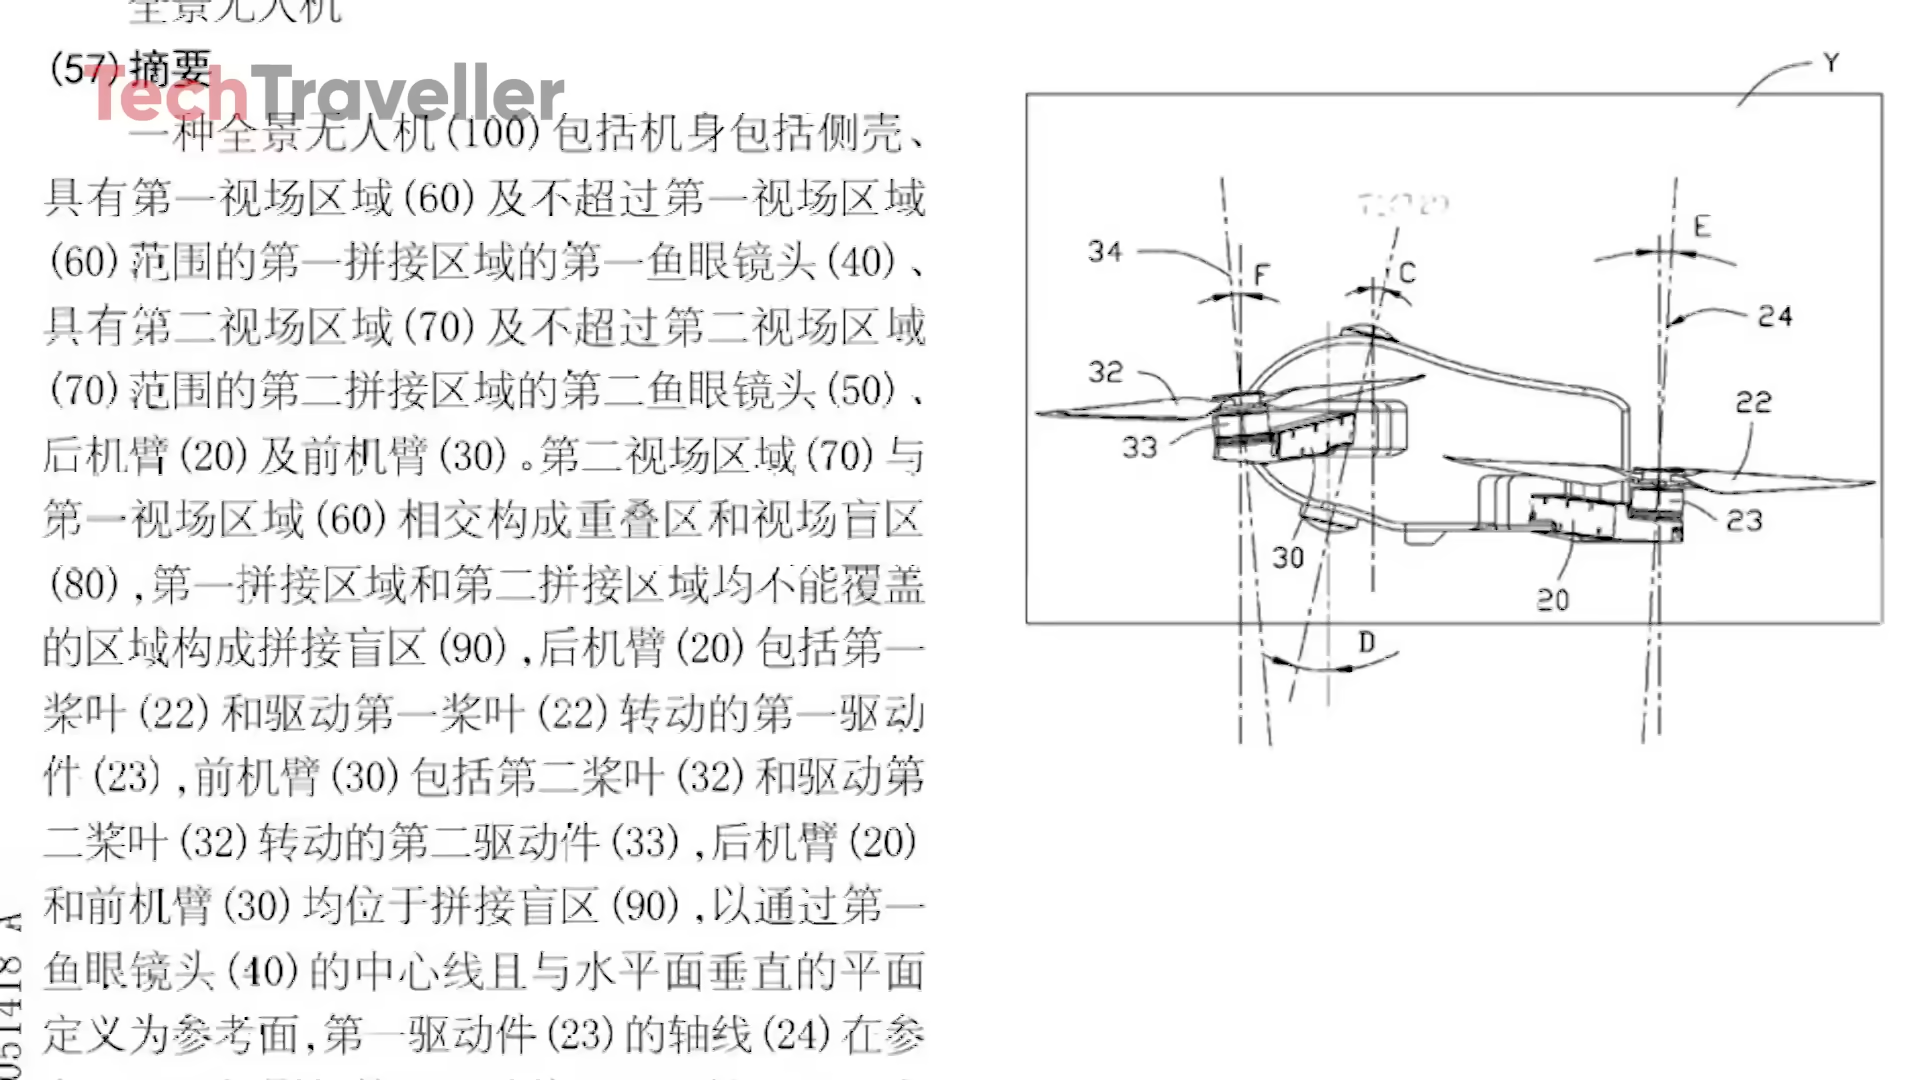 全景无人机
(57)摘要
TechTraveller
一种全景无人机(100)包括机身包括侧壳、
具有第一视场区域(60)及不超过第一视场区域
(60)范围的第一拼接区域的第一鱼眼镜头(40)、
具有第二视场区域(70)及不超过第二视场区域
(70)范围的第二拼接区域的第二鱼眼镜头(50)、
后机臂(20)及前机臂(30)。第二视场区域(70)与
第一视场区域(60)相交构成重叠区和视场盲区
(80),第一拼接区域和第二拼接区域均不能覆盖
的区域构成拼接盲区(90),后机臂(20)包括第一
桨叶(22)和驱动第一桨叶(22)转动的第一驱动
件(23),前机臂(30)包括第二桨叶(32)和驱动第
二桨叶(32)转动的第二驱动件(33),后机臂(20)
和前机臂(30)均位于拼接盲区(90),以通过第一
鱼眼镜头(40)的中心线且与水平面垂直的平面
定义为参考面,第一驱动件(23)的轴线(24)在参
051418 A
Y
34
F
C
E
24
32
33
22
23
30
20
D